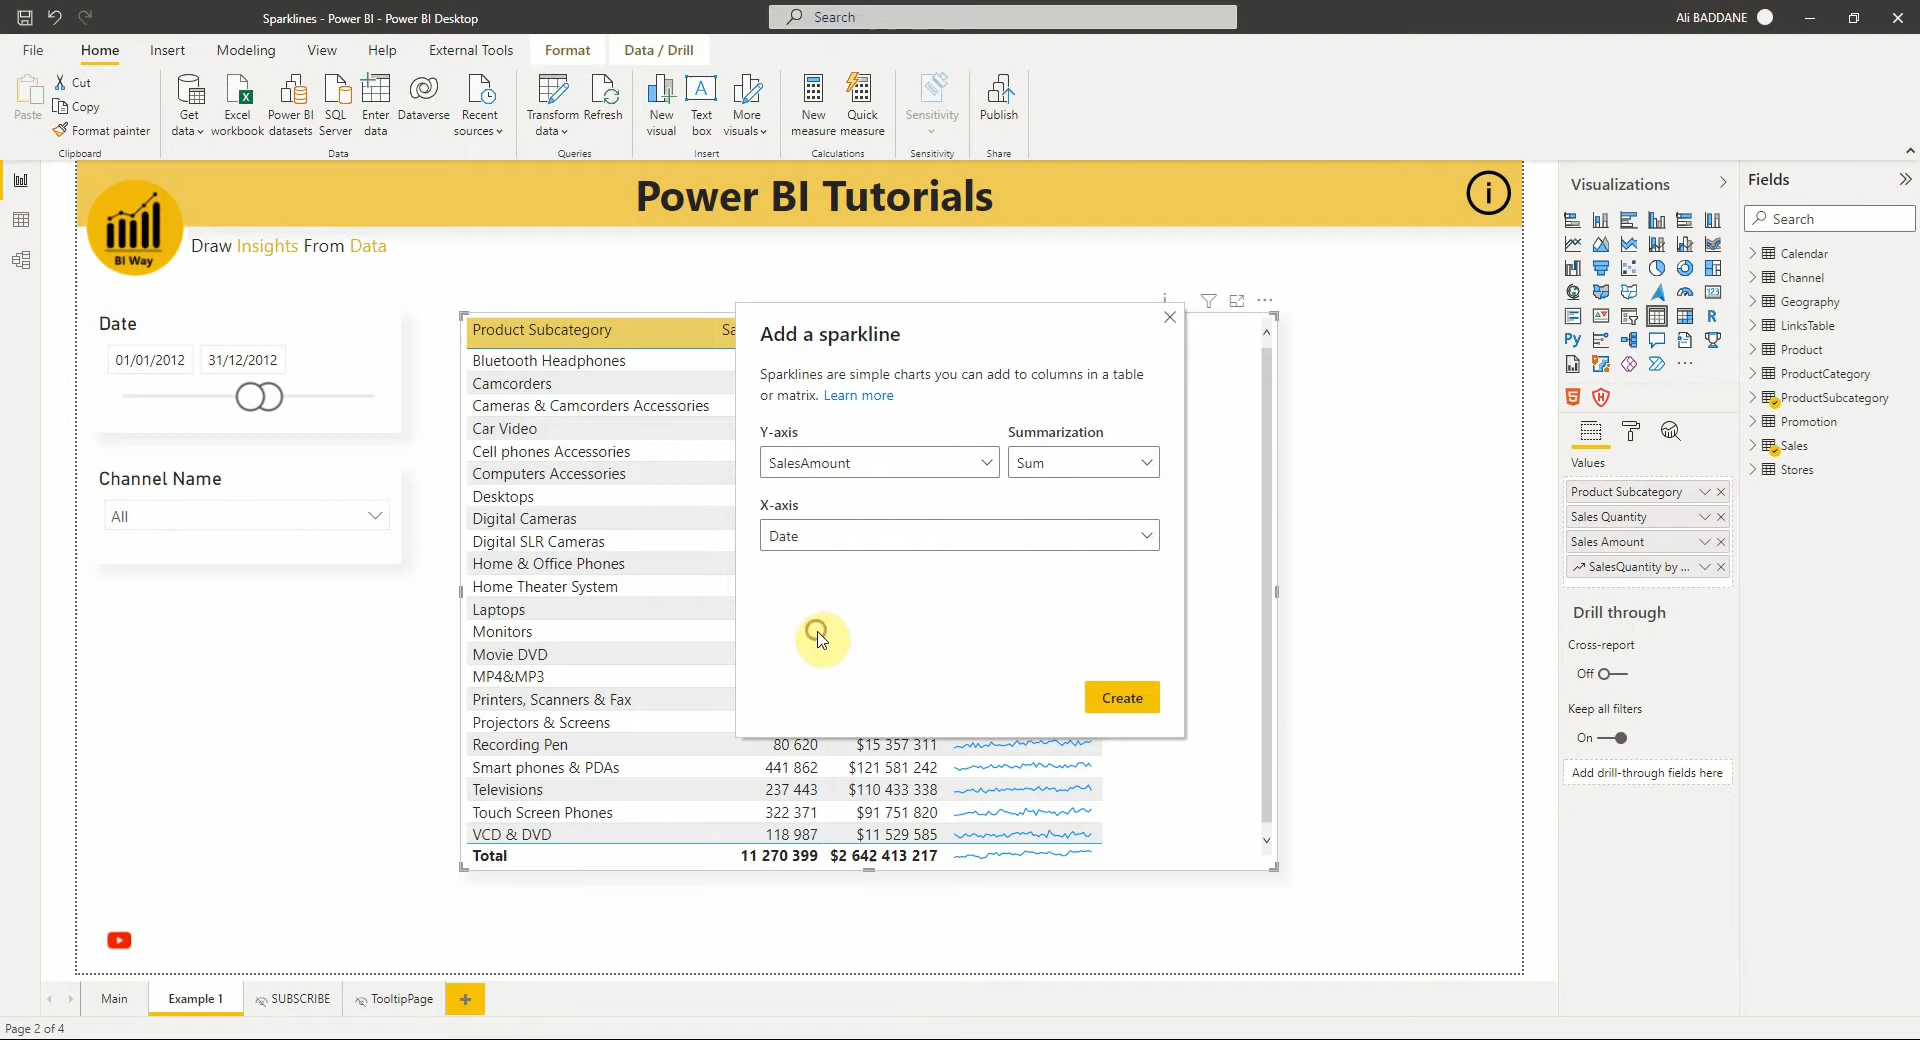 Sparklines - Power BI - Power BI Desktop
Search
Ali BADDANE
File Home Insert Modeling View Help External Tools Format Data / Drill
Paste
Cut
Copy
Format painter
Clipboard
Get data
Excel workbook
Power BI datasets
SQL Server
Enter data
Dataverse
Recent sources
Data
Transform data
Refresh
Queries
New visual
Text box
More visuals
Insert
New measure
Quick measure
Calculations
Sensitivity
Sensitivity
Publish
Share
Power BI Tutorials
BI Way
Draw Insights From Data
Date
01/01/2012 31/12/2012
Channel Name
All
Product Subcategory Sa
Bluetooth Headphones
Camcorders
Cameras & Camcorders Accessories
Car Video
Cell phones Accessories
Computers Accessories
Desktops
Digital Cameras
Digital SLR Cameras
Home & Office Phones
Home Theater System
Laptops
Monitors
Movie DVD
MP4&MP3
Printers, Scanners & Fax
Projectors & Screens
Recording Pen 80 620 $15 357 311
Smart phones & PDAs 441 862 $121 581 242
Televisions 237 443 $110 433 338
Touch Screen Phones 322 371 $91 751 820
VCD & DVD 118 987 $11 529 585
Total 11 270 399 $2 642 413 217
Add a sparkline
Sparklines are simple charts you can add to columns in a table
or matrix. Learn more
Y-axis Summarization
SalesAmount Sum
X-axis
Date
Create
Visualizations
Values
Product Subcategory
Sales Quantity
Sales Amount
SalesQuantity by ...
Drill through
Cross-report
Off
Keep all filters
On
Add drill-through fields here
Fields
Search
Calendar
Channel
Geography
LinksTable
Product
ProductCategory
ProductSubcategory
Promotion
Sales
Stores
Main Example 1 SUBSCRIBE TooltipPage +
Page 2 of 4